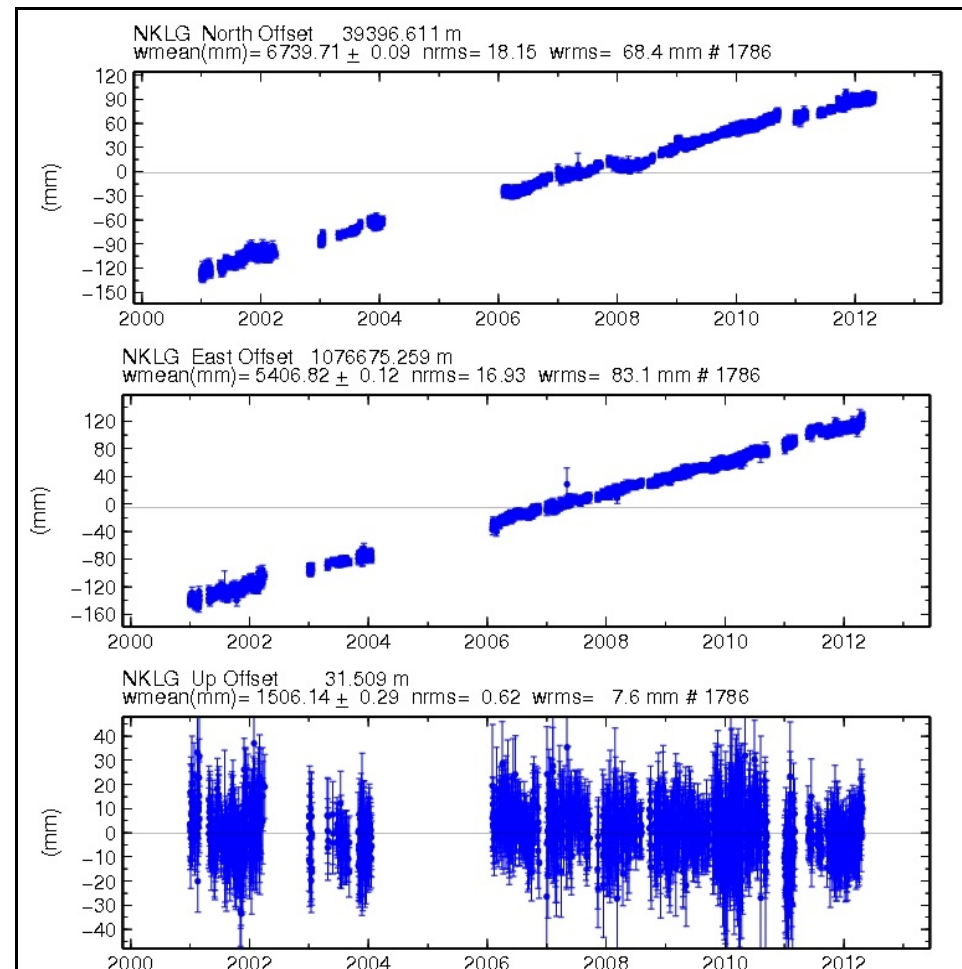 NKLG North Offset 39396.611 m
wmean(mm)= 6739.71 ± 0.09 nrms= 18.15 wrms= 68.4 mm # 1786
120
90
60
30
0
−30
−60
−90
−120
−150
(mm)
2000 2002 2004 2006 2008 2010 2012
NKLG East Offset 1076675.259 m
wmean(mm)= 5406.82 ± 0.12 nrms= 16.93 wrms= 83.1 mm # 1786
120
80
40
0
−40
−80
−120
−160
(mm)
2000 2002 2004 2006 2008 2010 2012
NKLG Up Offset 31.509 m
wmean(mm)= 1506.14 ± 0.29 nrms= 0.62 wrms= 7.6 mm # 1786
40
30
20
10
0
−10
−20
−30
−40
(mm)
2000 2002 2004 2006 2008 2010 2012